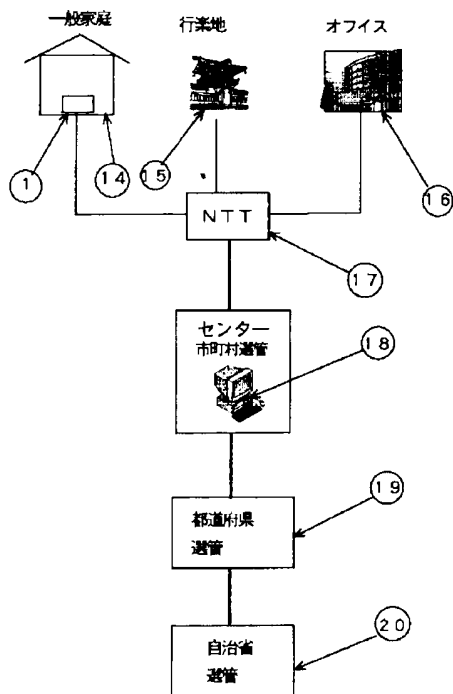 一般家庭
行楽地
オフィス
1
14
15
16
NTT
17
センター
市町村選管
18
都道府県
選管
19
自治省
選管
20